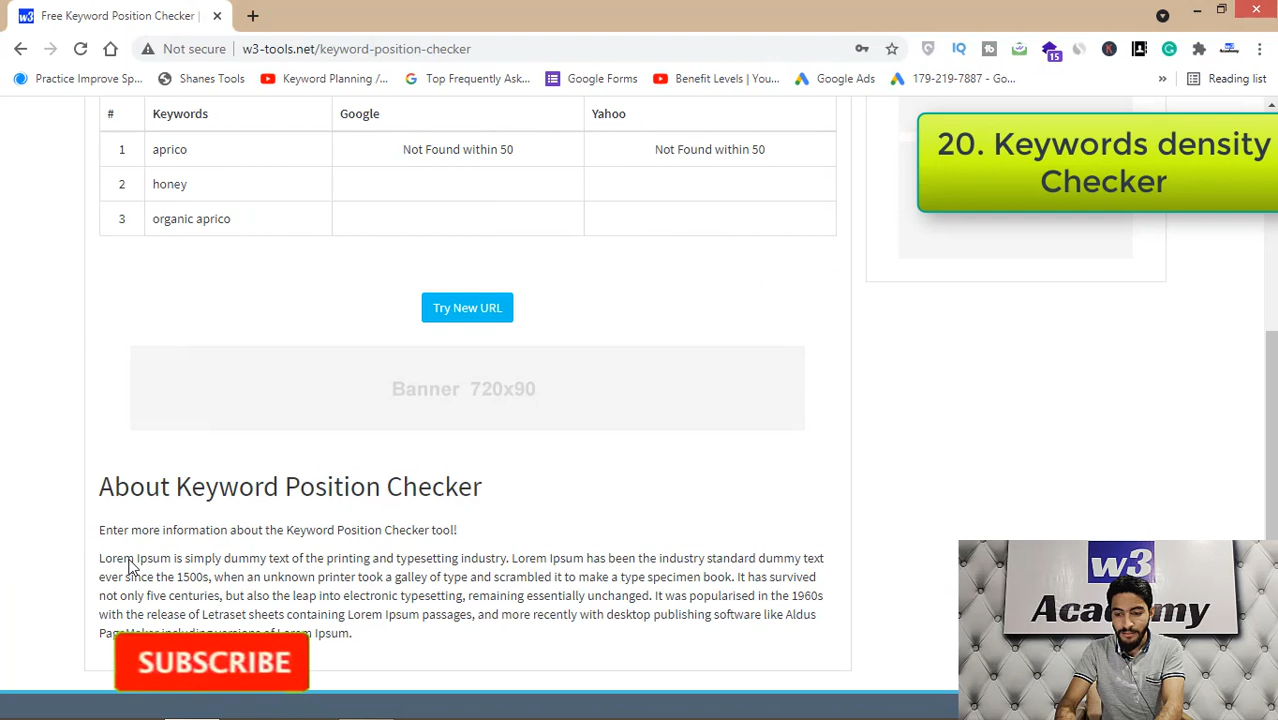 Free Keyword Position Checker |
Not secure
w3-tools.net/keyword-position-checker
15
Practice Improve Sp...
Shanes Tools
Keyword Planning /...
Top Frequently Ask...
Google Forms
Benefit Levels | You...
Google Ads
179-219-7887 - Go...
»
Reading list
# Keywords Google Yahoo
1 aprico Not Found within 50 Not Found within 50
2 honey
3 organic aprico
20. Keywords density
Checker
Try New URL
Banner 720x90
About Keyword Position Checker
Enter more information about the Keyword Position Checker tool!
Lorem Ipsum is simply dummy text of the printing and typesetting industry. Lorem Ipsum has been the industry standard dummy text
ever since the 1500s, when an unknown printer took a galley of type and scrambled it to make a type specimen book. It has survived
not only five centuries, but also the leap into electronic typesetting, remaining essentially unchanged. It was popularised in the 1960s
with the release of Letraset sheets containing Lorem Ipsum passages, and more recently with desktop publishing software like Aldus
PageMaker including versions of Lorem Ipsum.
SUBSCRIBE
w3
Academy